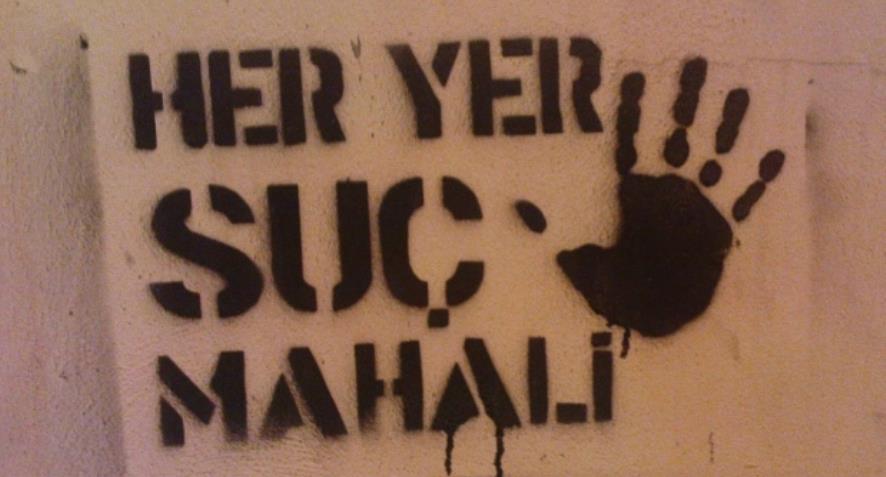 HER YER
SUÇ
MAHALİ